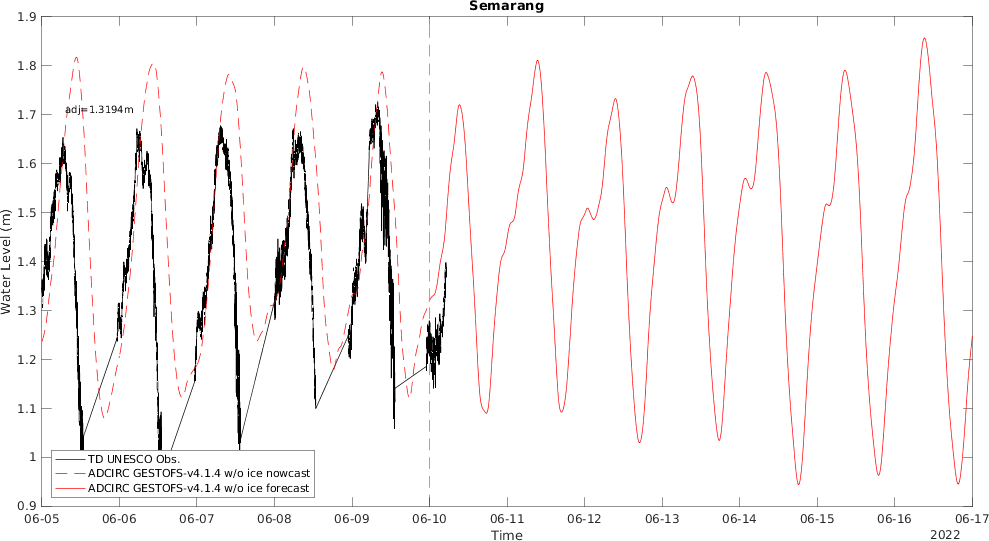 Semarang
1.9
1.8
1.7
1.6
1.5
1.4
1.3
1.2
1.1
1
0.9
Water Level (m)
adj=1.3194m
TD UNESCO Obs.
ADCIRC GESTOFS-v4.1.4 w/o ice nowcast
ADCIRC GESTOFS-v4.1.4 w/o ice forecast
06-05 06-06 06-07 06-08 06-09 06-10 06-11 06-12 06-13 06-14 06-15 06-16 06-17
Time
2022